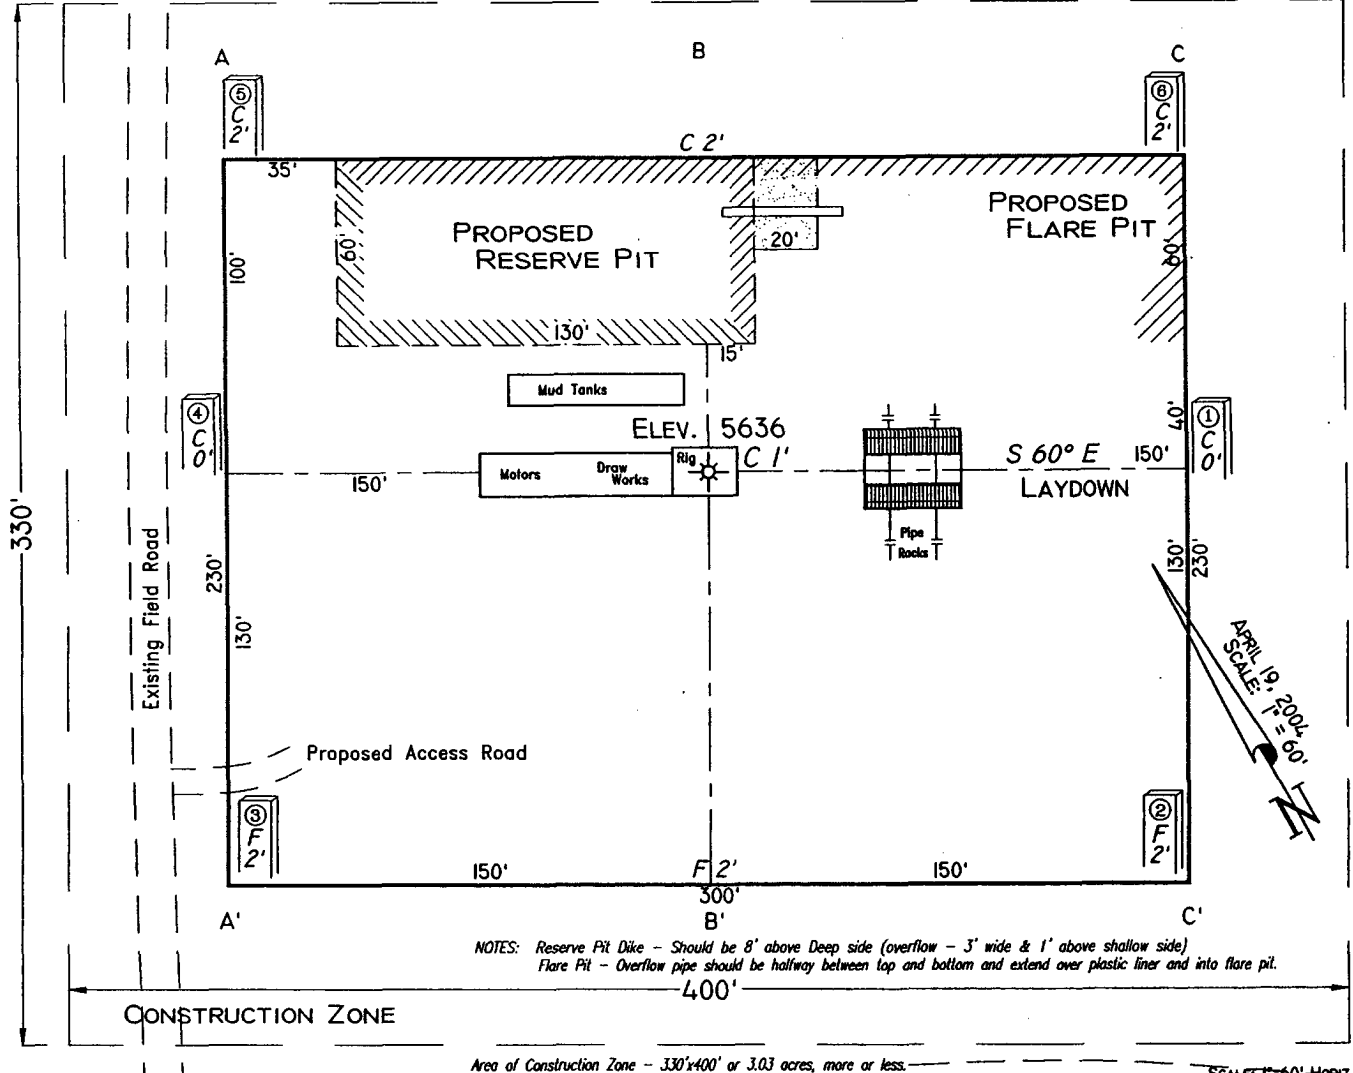 A
B
C
⑤
C
2'
⑥
C
2'
C 2'
35'
PROPOSED
RESERVE PIT
60'
130'
15'
20'
PROPOSED
FLARE PIT
60'
100'
Mud Tanks
ELEV. 5636
C 1'
Rig
Motors
Draw
Works
150'
④
C
0'
40'
①
C
0'
S 60° E
150'
LAYDOWN
Pipe
Racks
330'
Existing Field Road
230'
130'
130'
230'
APRIL 19, 2004
SCALE: 1" = 60'
N
Proposed Access Road
③
F
2'
②
F
2'
150'
F 2'
150'
300'
A'
B'
C'
NOTES: Reserve Pit Dike – Should be 8' above Deep side (overflow – 3' wide & 1' above shallow side)
Flare Pit – Overflow pipe should be halfway between top and bottom and extend over plastic liner and into flare pit.
400'
CONSTRUCTION ZONE
Area of Construction Zone – 330'x400' or 3.03 acres, more or less.